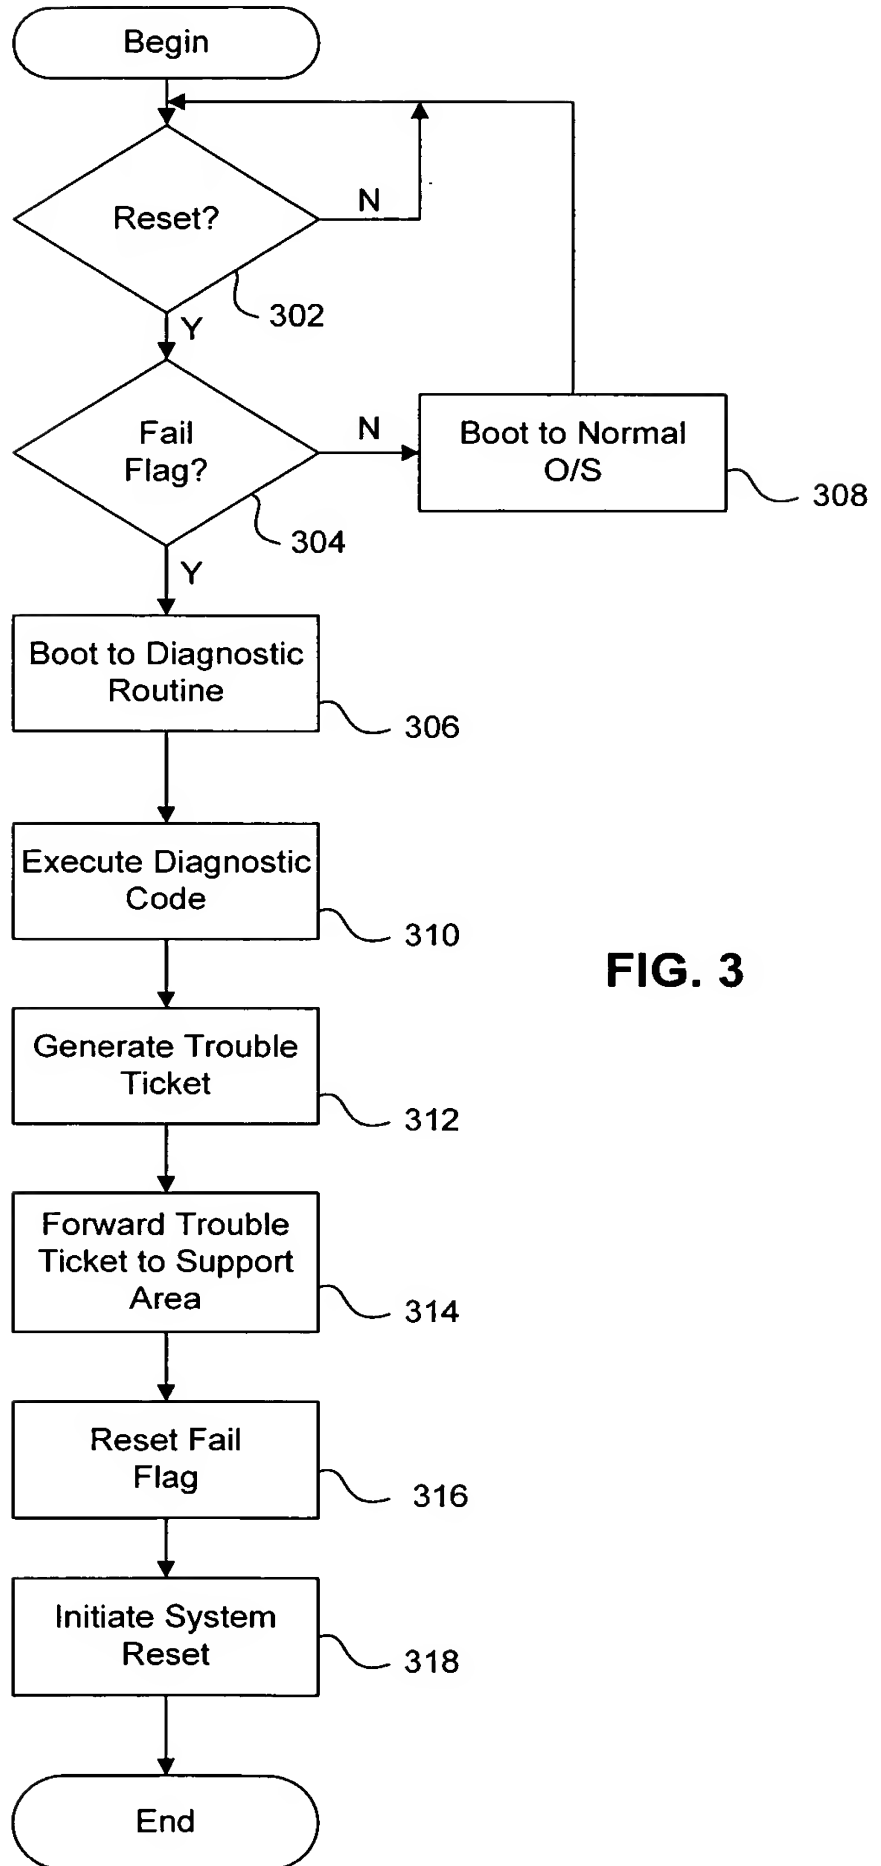 Begin
Reset?
N
302
Y
Fail
Flag?
N
304
Boot to Normal
O/S
308
Y
Boot to Diagnostic
Routine
306
Execute Diagnostic
Code
310
FIG. 3
Generate Trouble
Ticket
312
Forward Trouble
Ticket to Support
Area
314
Reset Fail
Flag
316
Initiate System
Reset
318
End